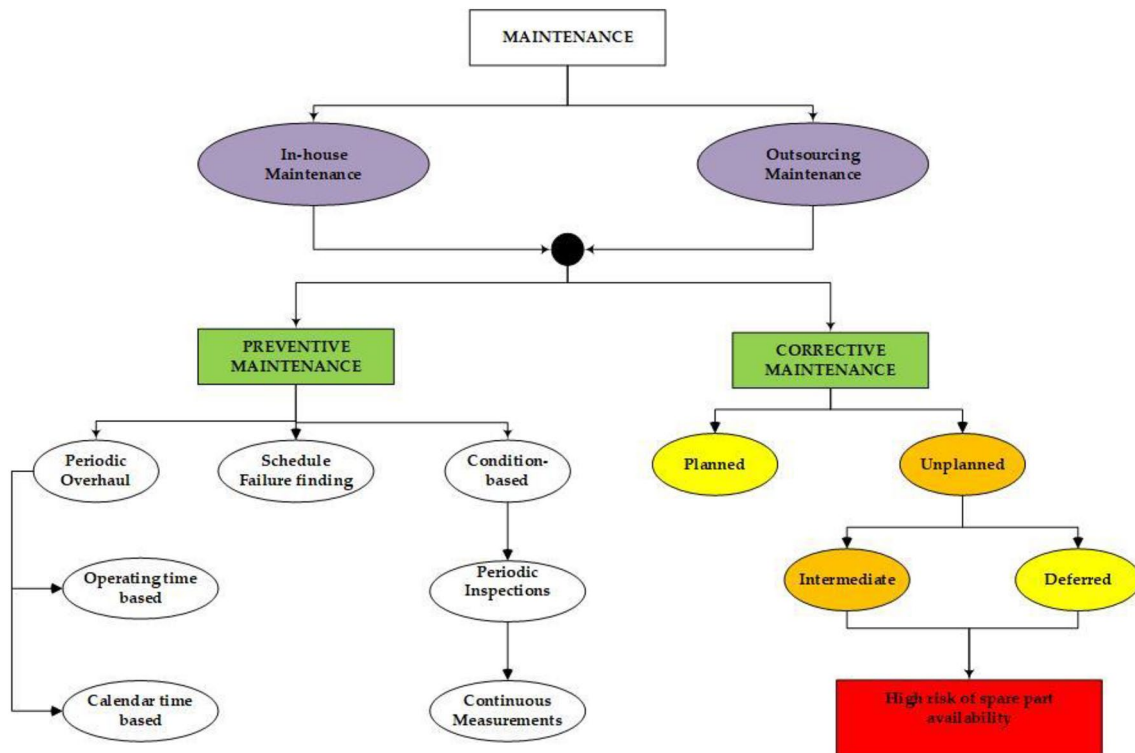 MAINTENANCE
In-house
Maintenance
Outsourcing
Maintenance
PREVENTIVE
MAINTENANCE
CORRECTIVE
MAINTENANCE
Periodic
Overhaul
Schedule
Failure finding
Condition-
based
Planned
Unplanned
Operating time
based
Periodic
Inspections
Intermediate
Deferred
Calendar time
based
Continuous
Measurements
High risk of spare part
availability